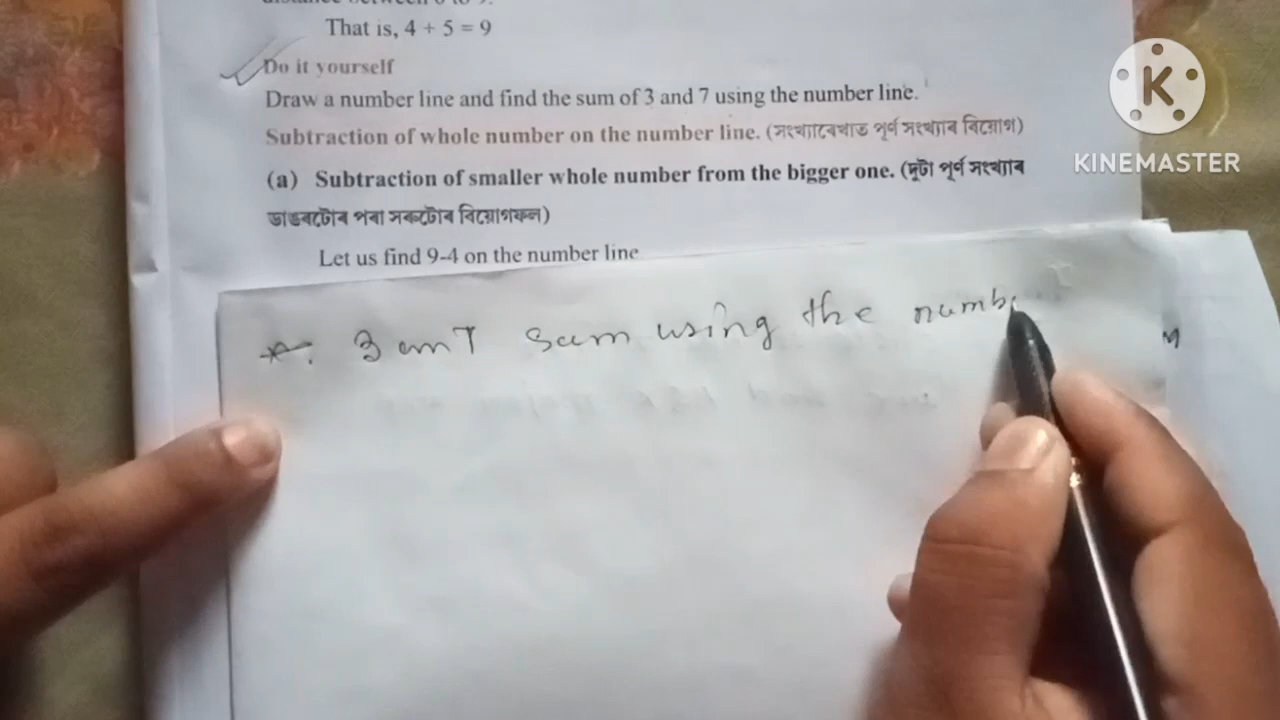 That is, 4 + 5 = 9
Do it yourself
Draw a number line and find the sum of 3 and 7 using the number line.
Subtraction of whole number on the number line. (সংখ্যাৰেখাত পূৰ্ণ সংখ্যাৰ বিয়োগ)
(a) Subtraction of smaller whole number from the bigger one. (দুটা পূৰ্ণ সংখ্যাৰ
ডাঙৰটোৰ পৰা সৰুটোৰ বিয়োগফল)
Let us find 9-4 on the number line
3 7 sum using the numb
K
KINEMASTER